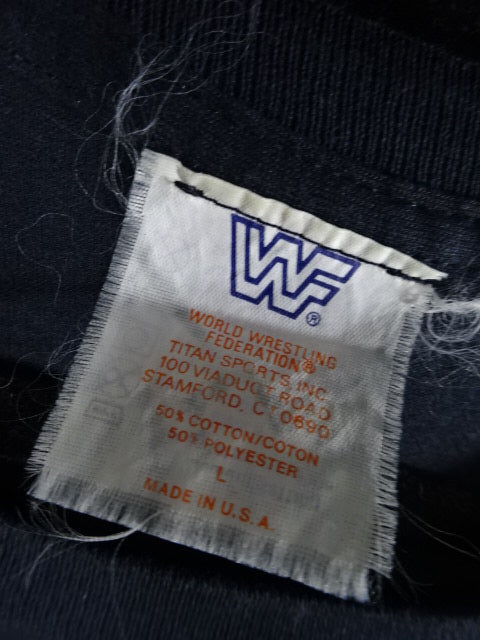 WF
®
WORLD WRESTLING
FEDERATION®
TITAN SPORTS INC.
100 VIADUCT ROAD
STAMFORD, CT 0690
50% COTTON/COTON
50% POLYESTER
L
MADE IN U.S.A.